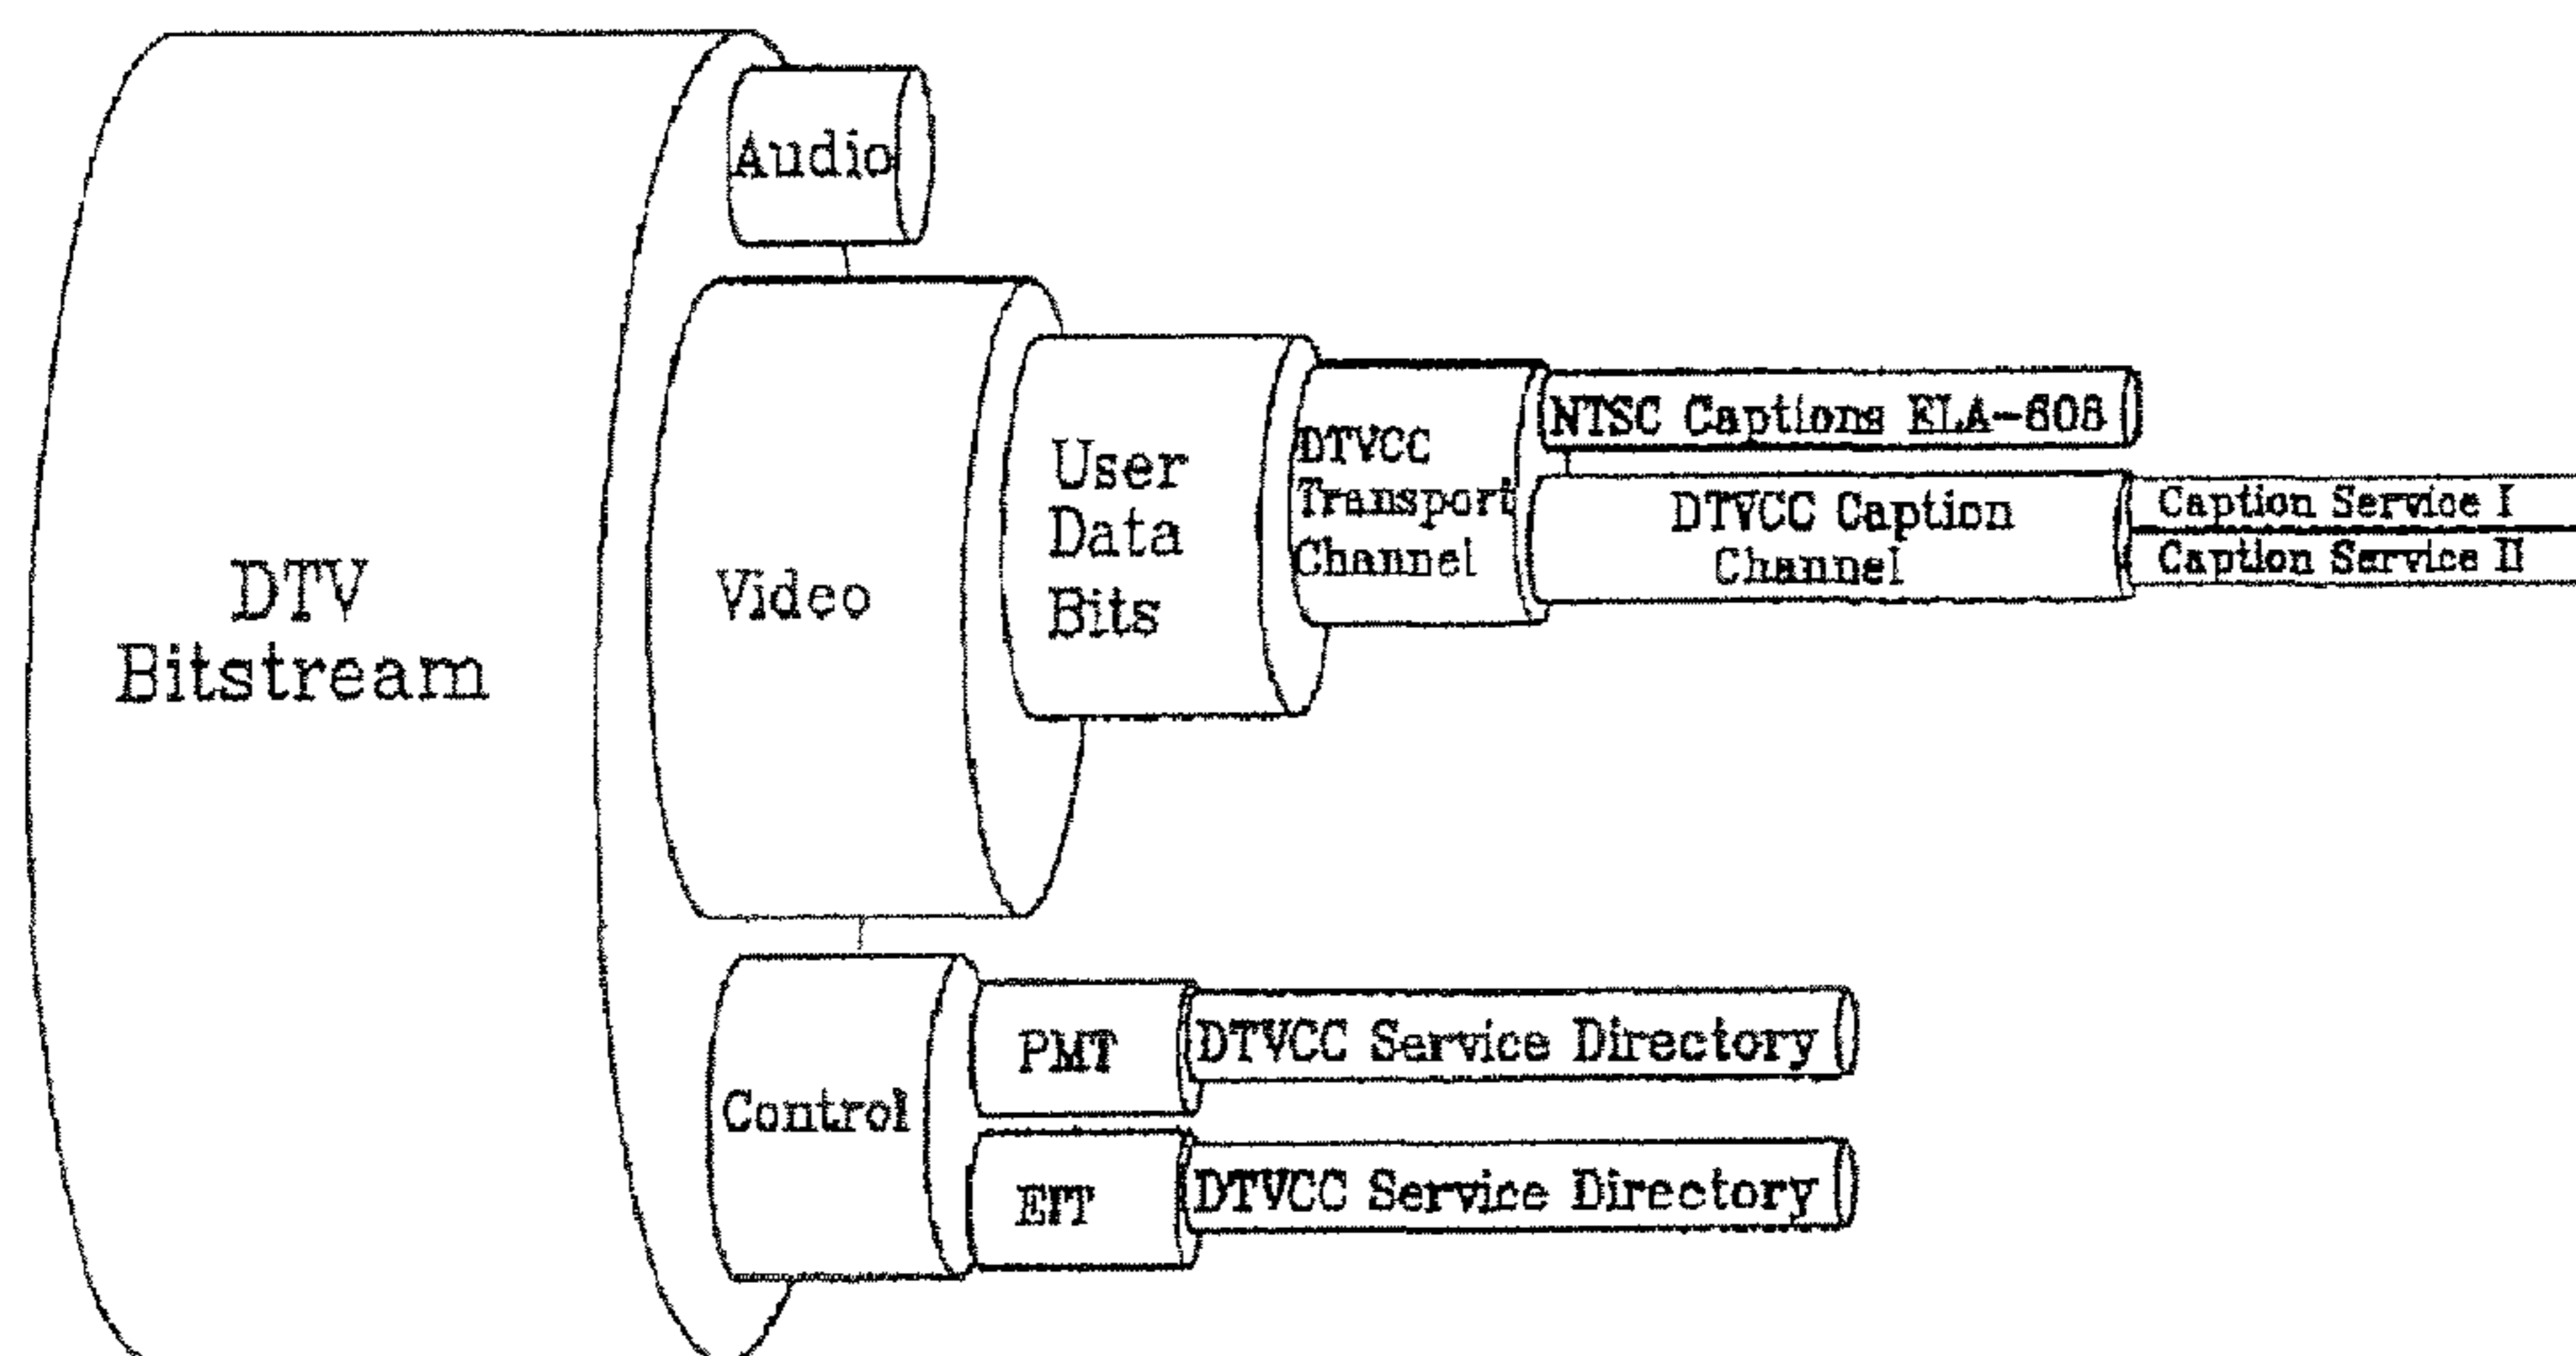 Audio
DTV
Bitstream
Video
User
Data
Bits
DTVCC
Transport
Channel
NTSC Captions ELA-608
DTVCC Caption
Channel
Caption Service I
Caption Service II
Control
PMT
DTVCC Service Directory
EIT
DTVCC Service Directory